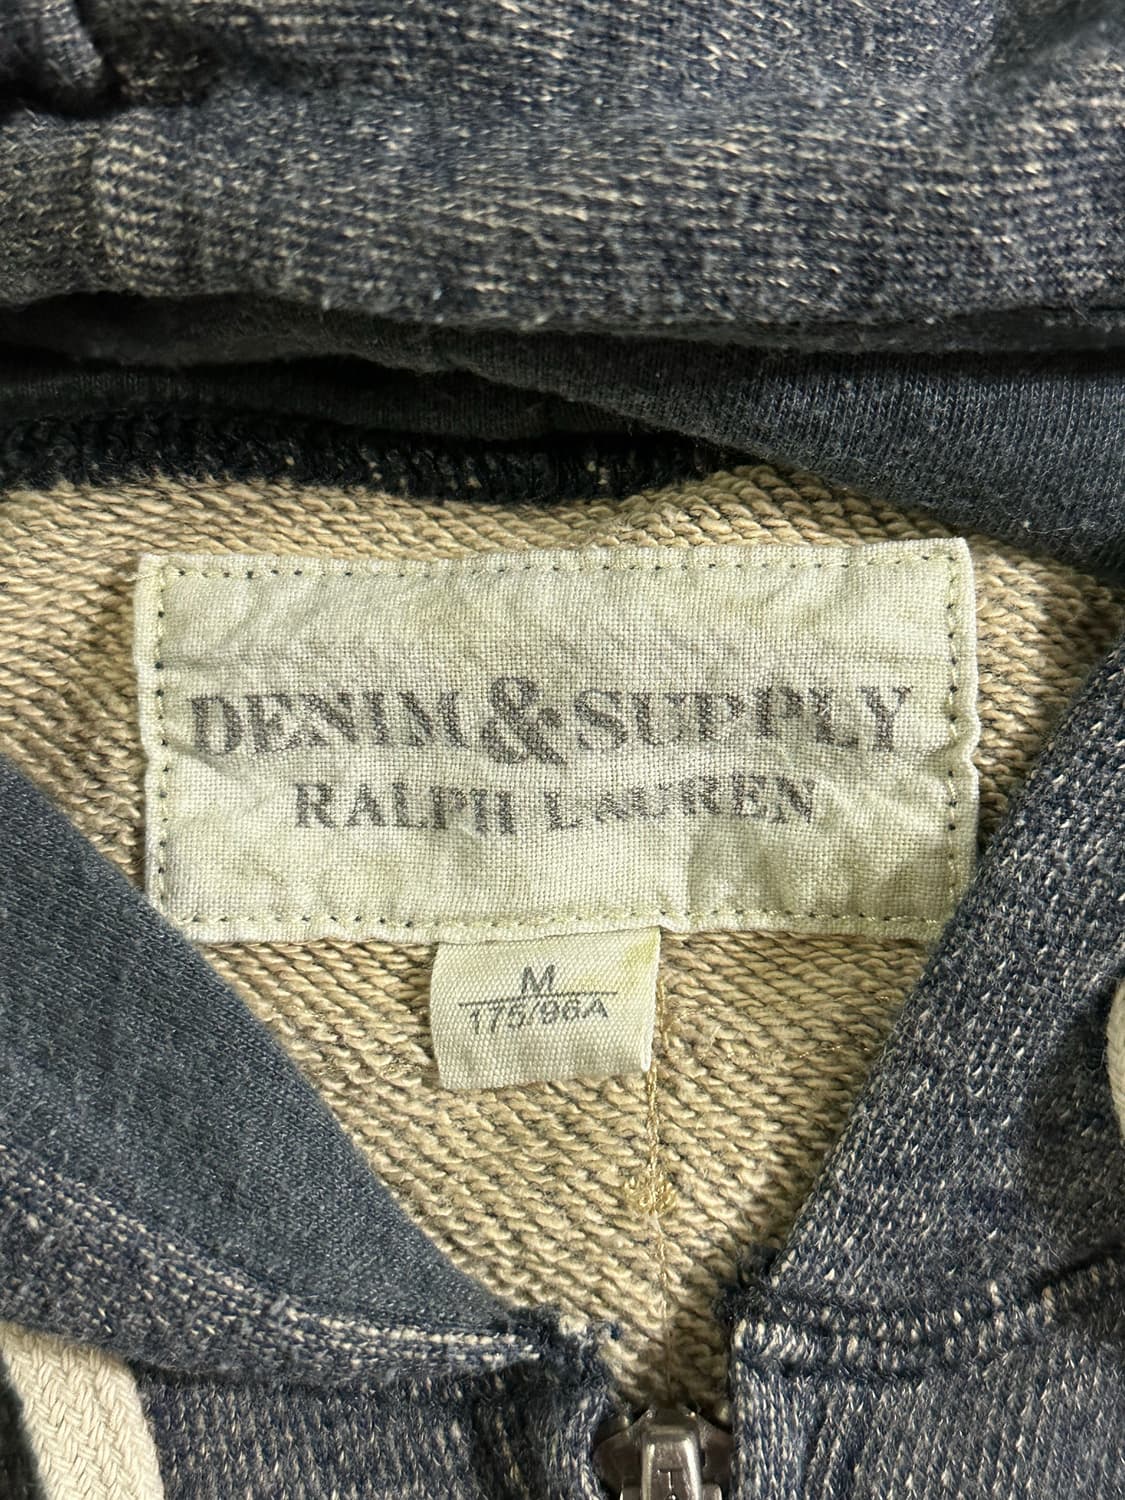 DENIM & SUPPLY
RALPH LAUREN
M
175/96A